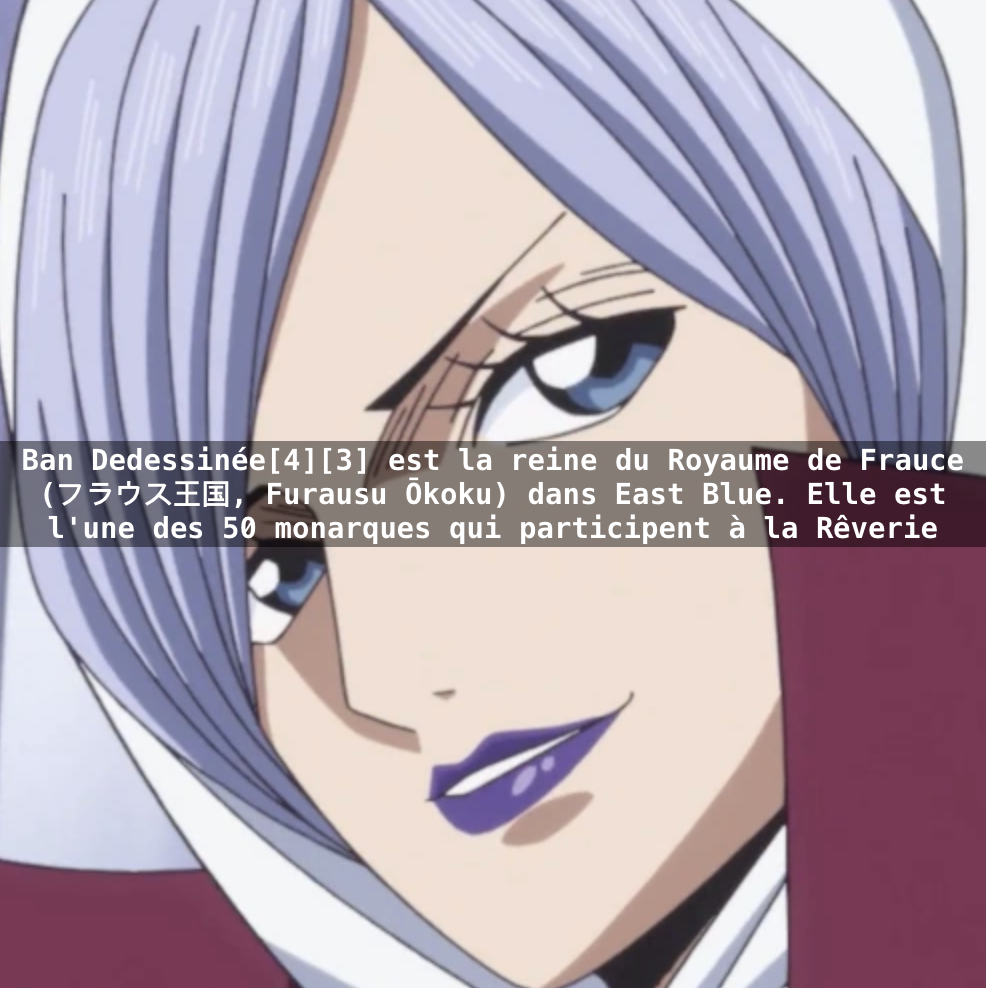 Ban Dedessinée[4][3] est la reine du Royaume de Frauce
(フラウス王国, Furausu Ōkoku) dans East Blue. Elle est
l'une des 50 monarques qui participent à la Rêverie